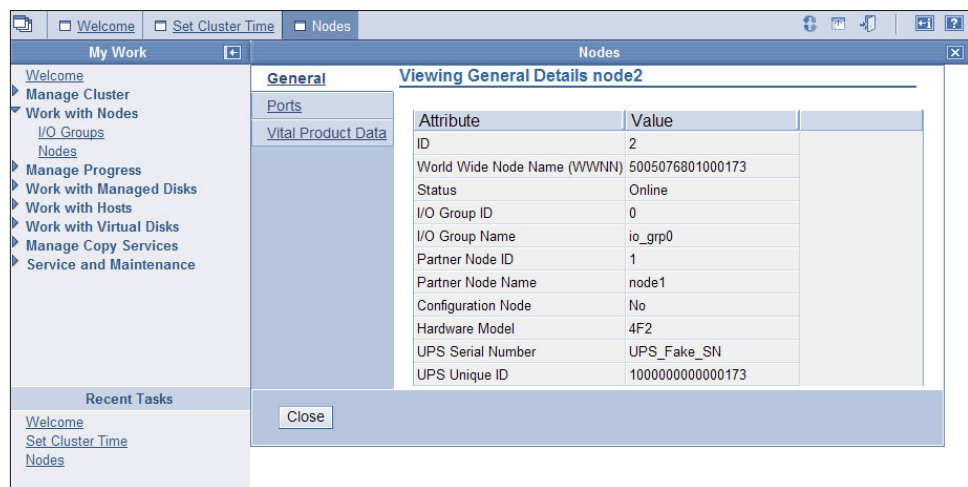 Welcome
Set Cluster Time
Nodes
My Work
Nodes
Welcome
Manage Cluster
Work with Nodes
I/O Groups
Nodes
Manage Progress
Work with Managed Disks
Work with Hosts
Work with Virtual Disks
Manage Copy Services
Service and Maintenance
Recent Tasks
Welcome
Set Cluster Time
Nodes
General
Ports
Vital Product Data
Viewing General Details node2
Attribute Value
ID 2
World Wide Node Name (WWNN) 5005076801000173
Status Online
I/O Group ID 0
I/O Group Name io_grp0
Partner Node ID 1
Partner Node Name node1
Configuration Node No
Hardware Model 4F2
UPS Serial Number UPS_Fake_SN
UPS Unique ID 1000000000000173
Close